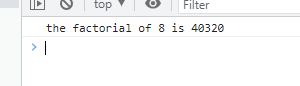 top ▼
Filter
the factorial of 8 is 40320
>